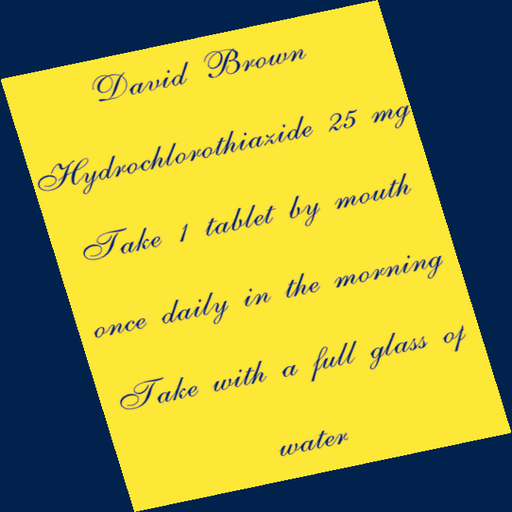 David Brown
Hydrochlorothiazide 25 mg
Take 1 tablet by mouth
once daily in the morning
Take with a full glass of
water